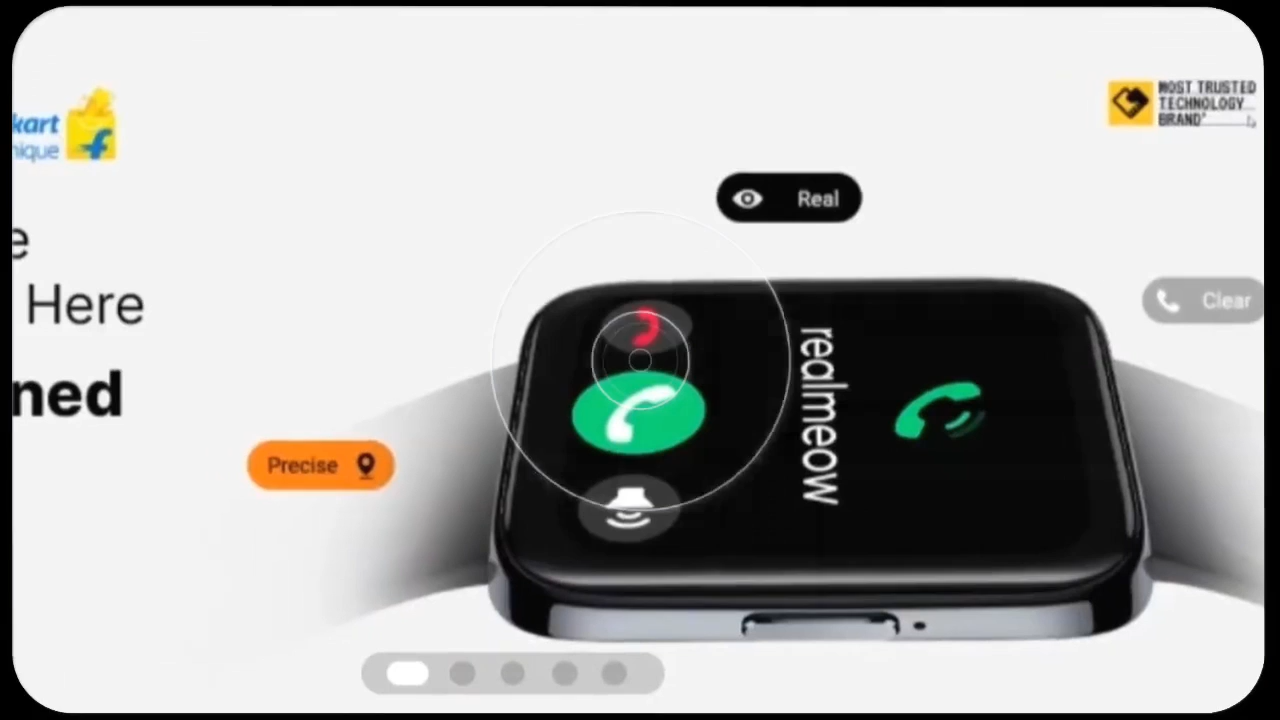 kart
nique
MOST TRUSTED
TECHNOLOGY
BRAND
Real
e
Here
Clear
ned
realmeow
Precise